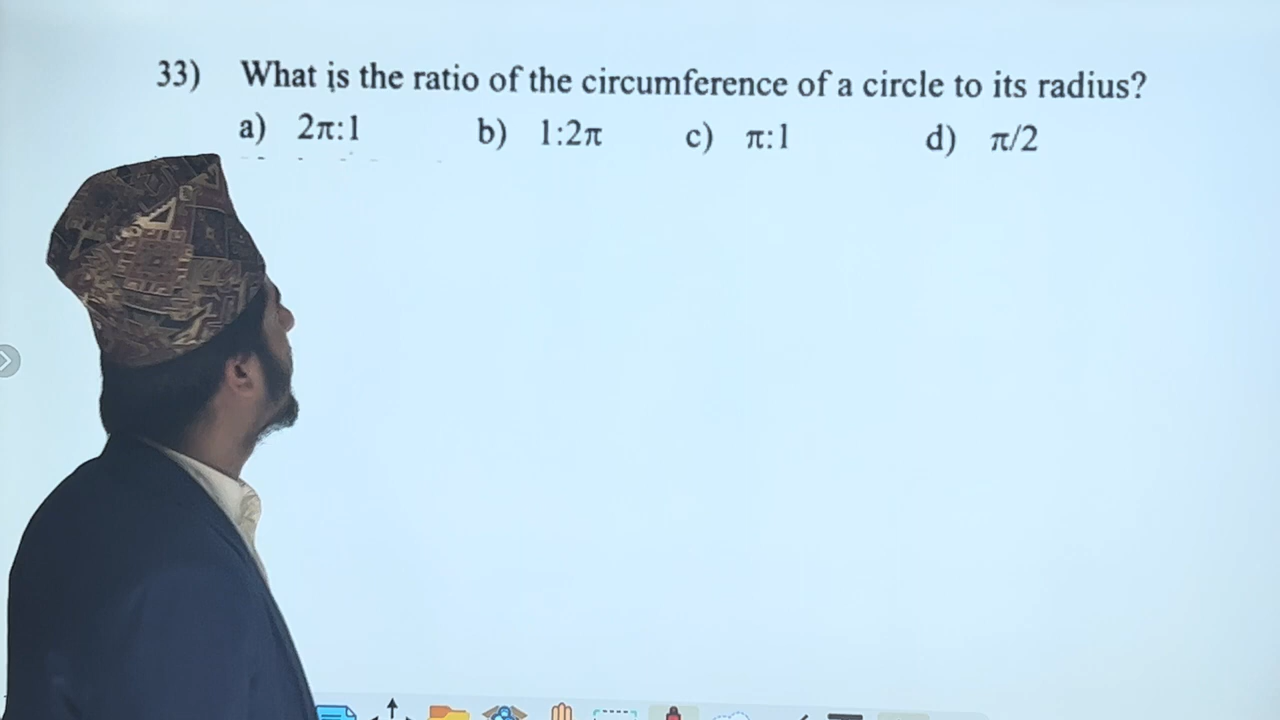 33) What is the ratio of the circumference of a circle to its radius?
a) 2π:1 b) 1:2π c) π:1 d) π/2